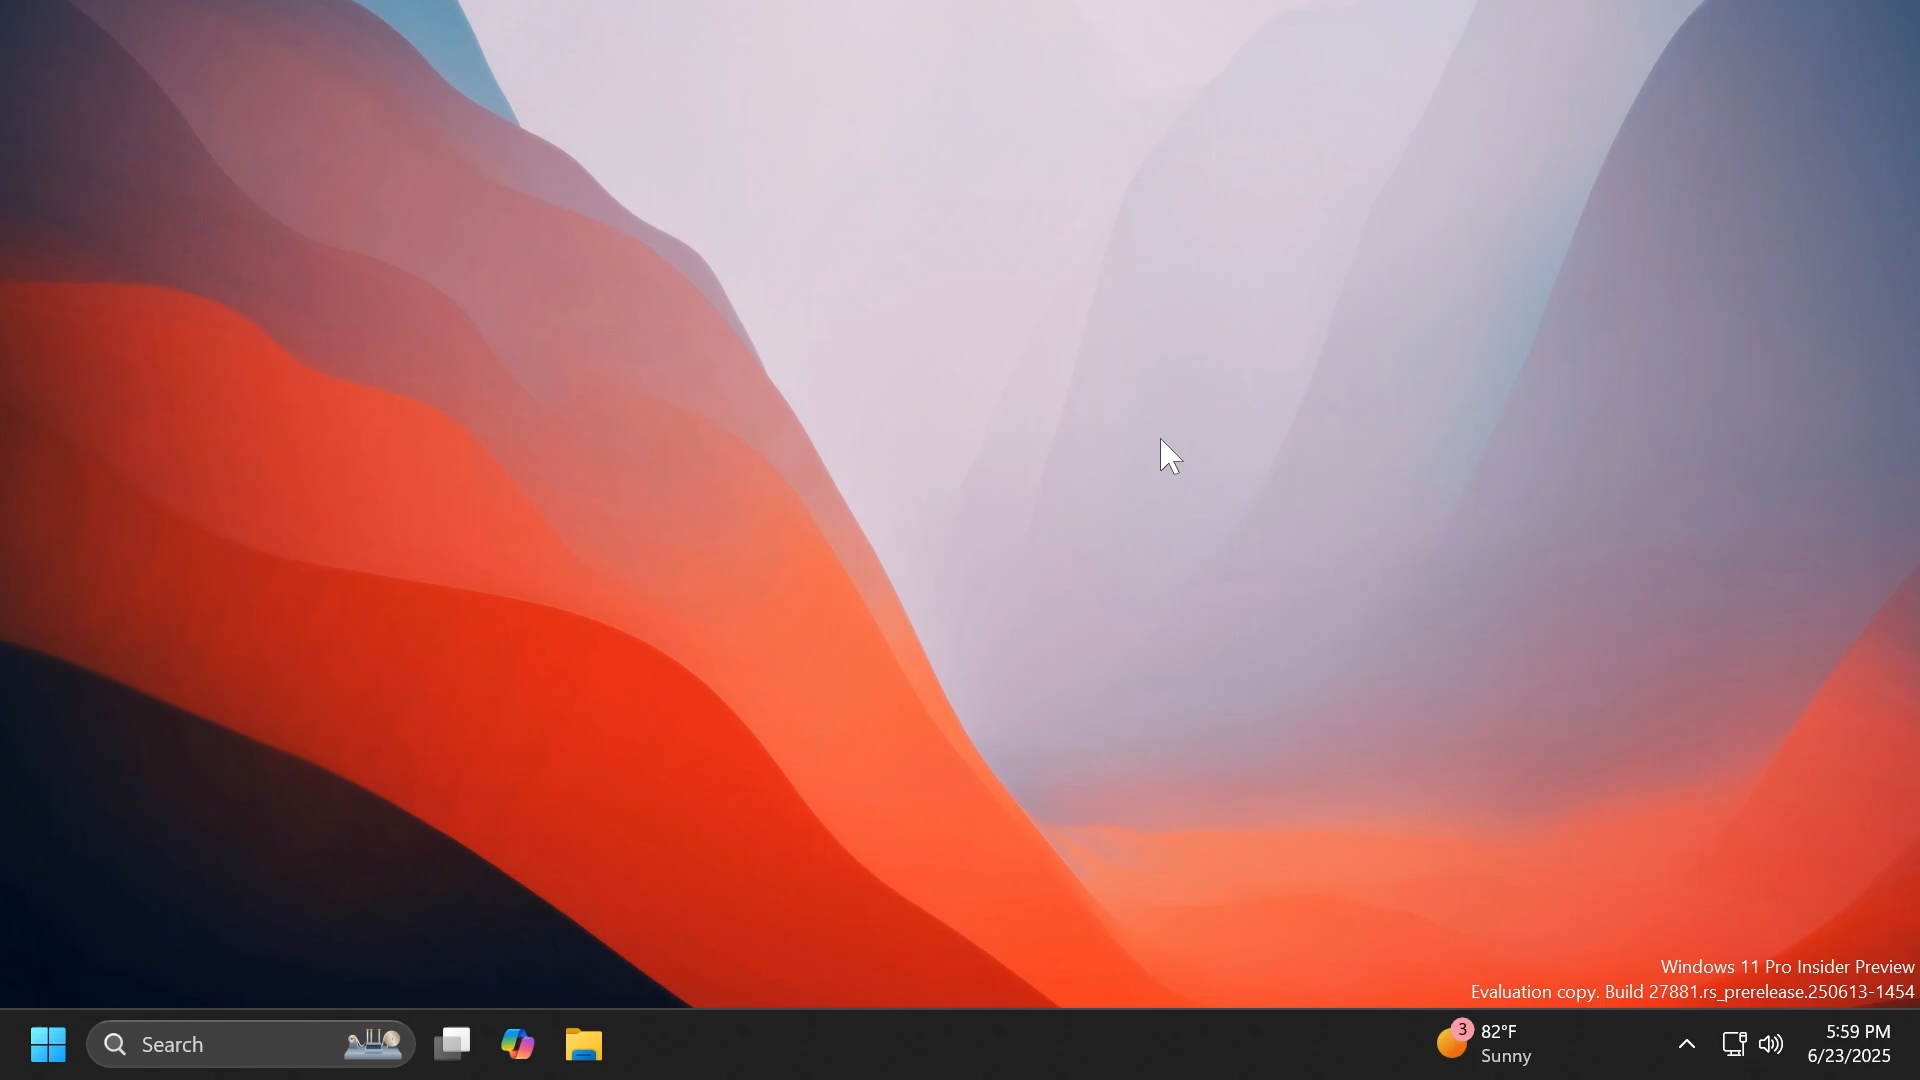 Windows 11 Pro Insider Preview
Evaluation copy. Build 27881.rs_prerelease.250613-1454
Search
3
82°F
Sunny
5:59 PM
6/23/2025